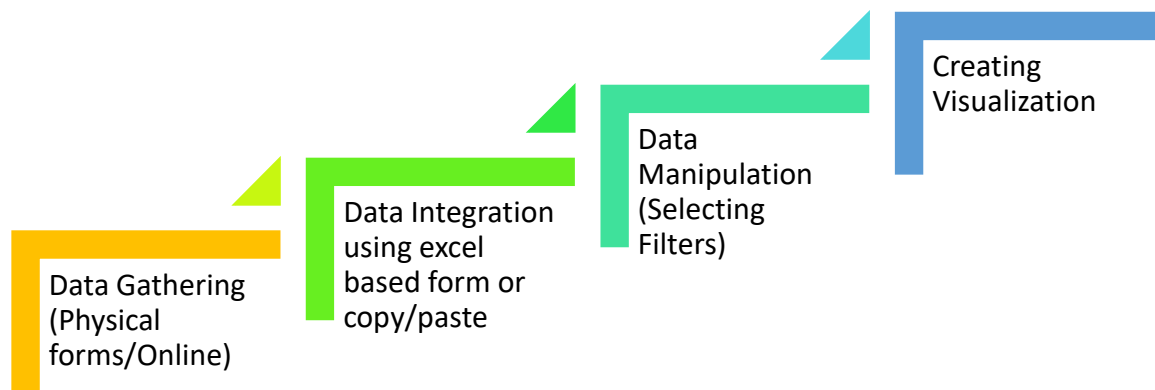 Data Gathering
(Physical
forms/Online)
Data Integration
using excel
based form or
copy/paste
Data
Manipulation
(Selecting
Filters)
Creating
Visualization